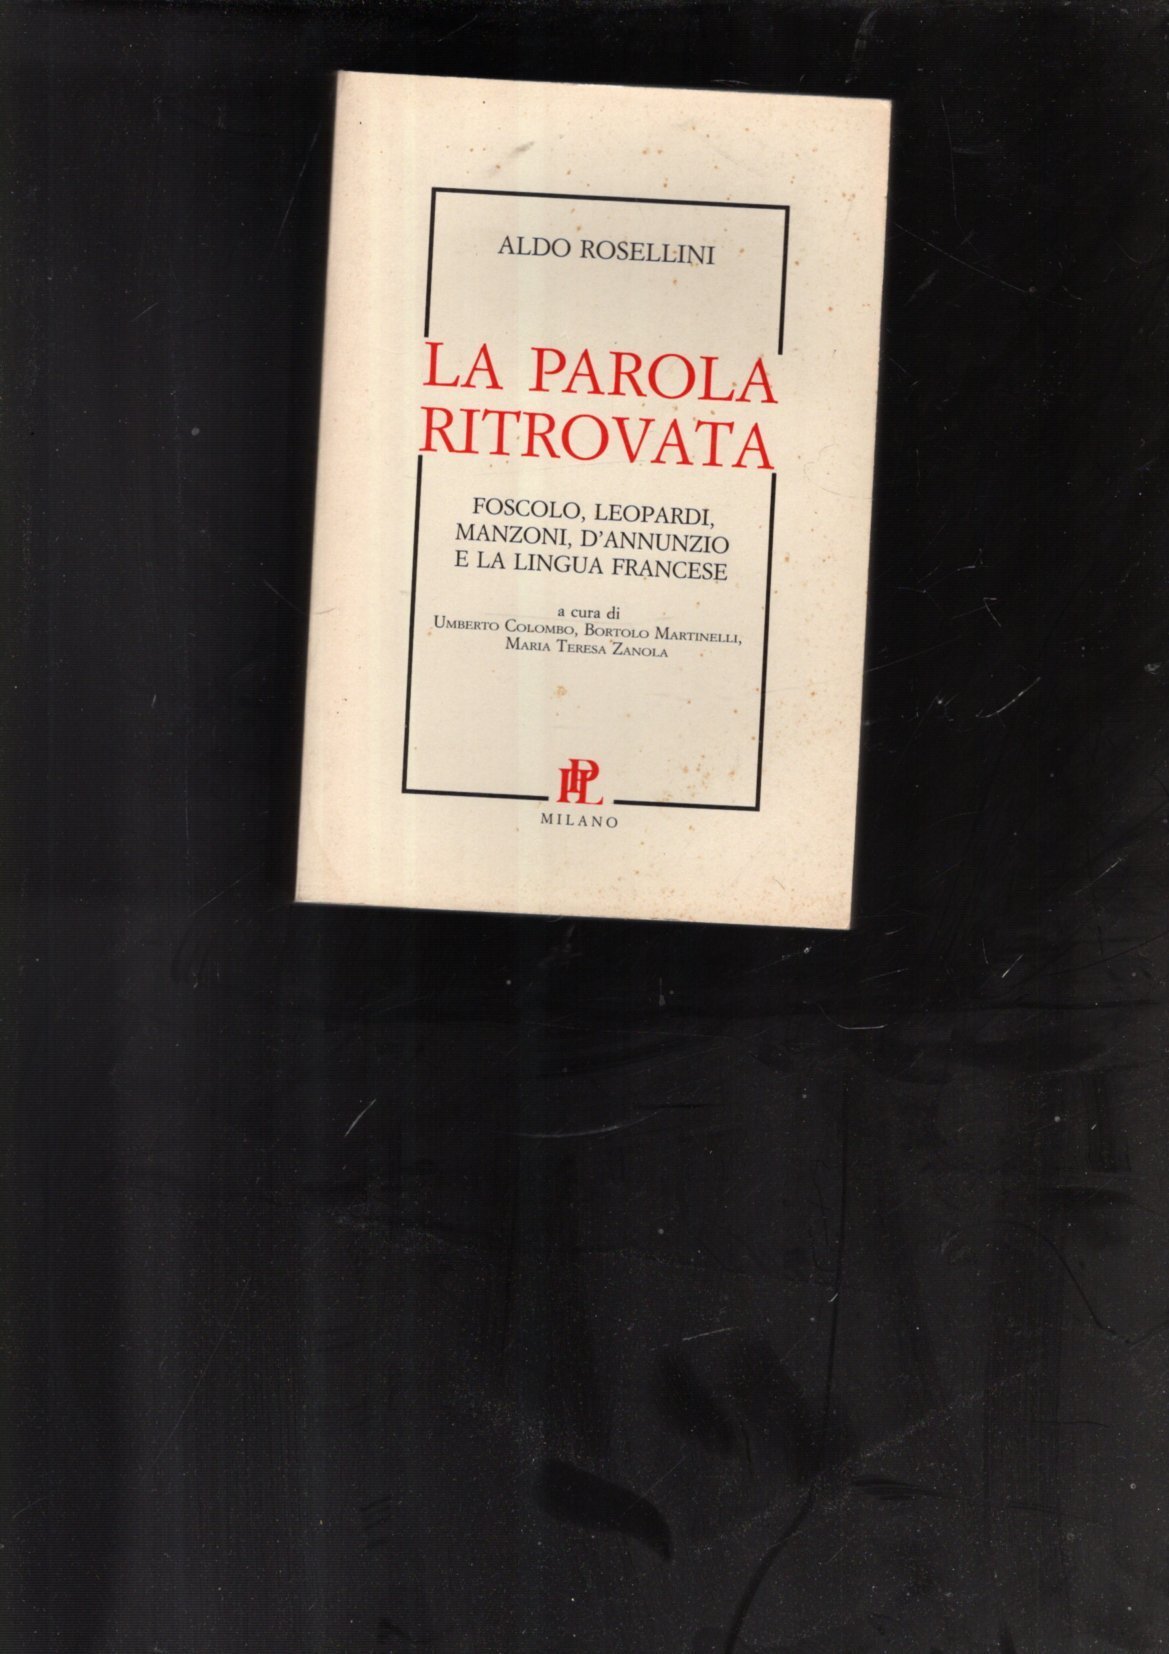 ALDO ROSELLINI
LA PAROLA
RITROVATA
FOSCOLO, LEOPARDI,
MANZONI, D'ANNUNZIO
E LA LINGUA FRANCESE
a cura di
UMBERTO COLOMBO, BORTOLO MARTINELLI,
MARIA TERESA ZANOLA
IPL
MILANO